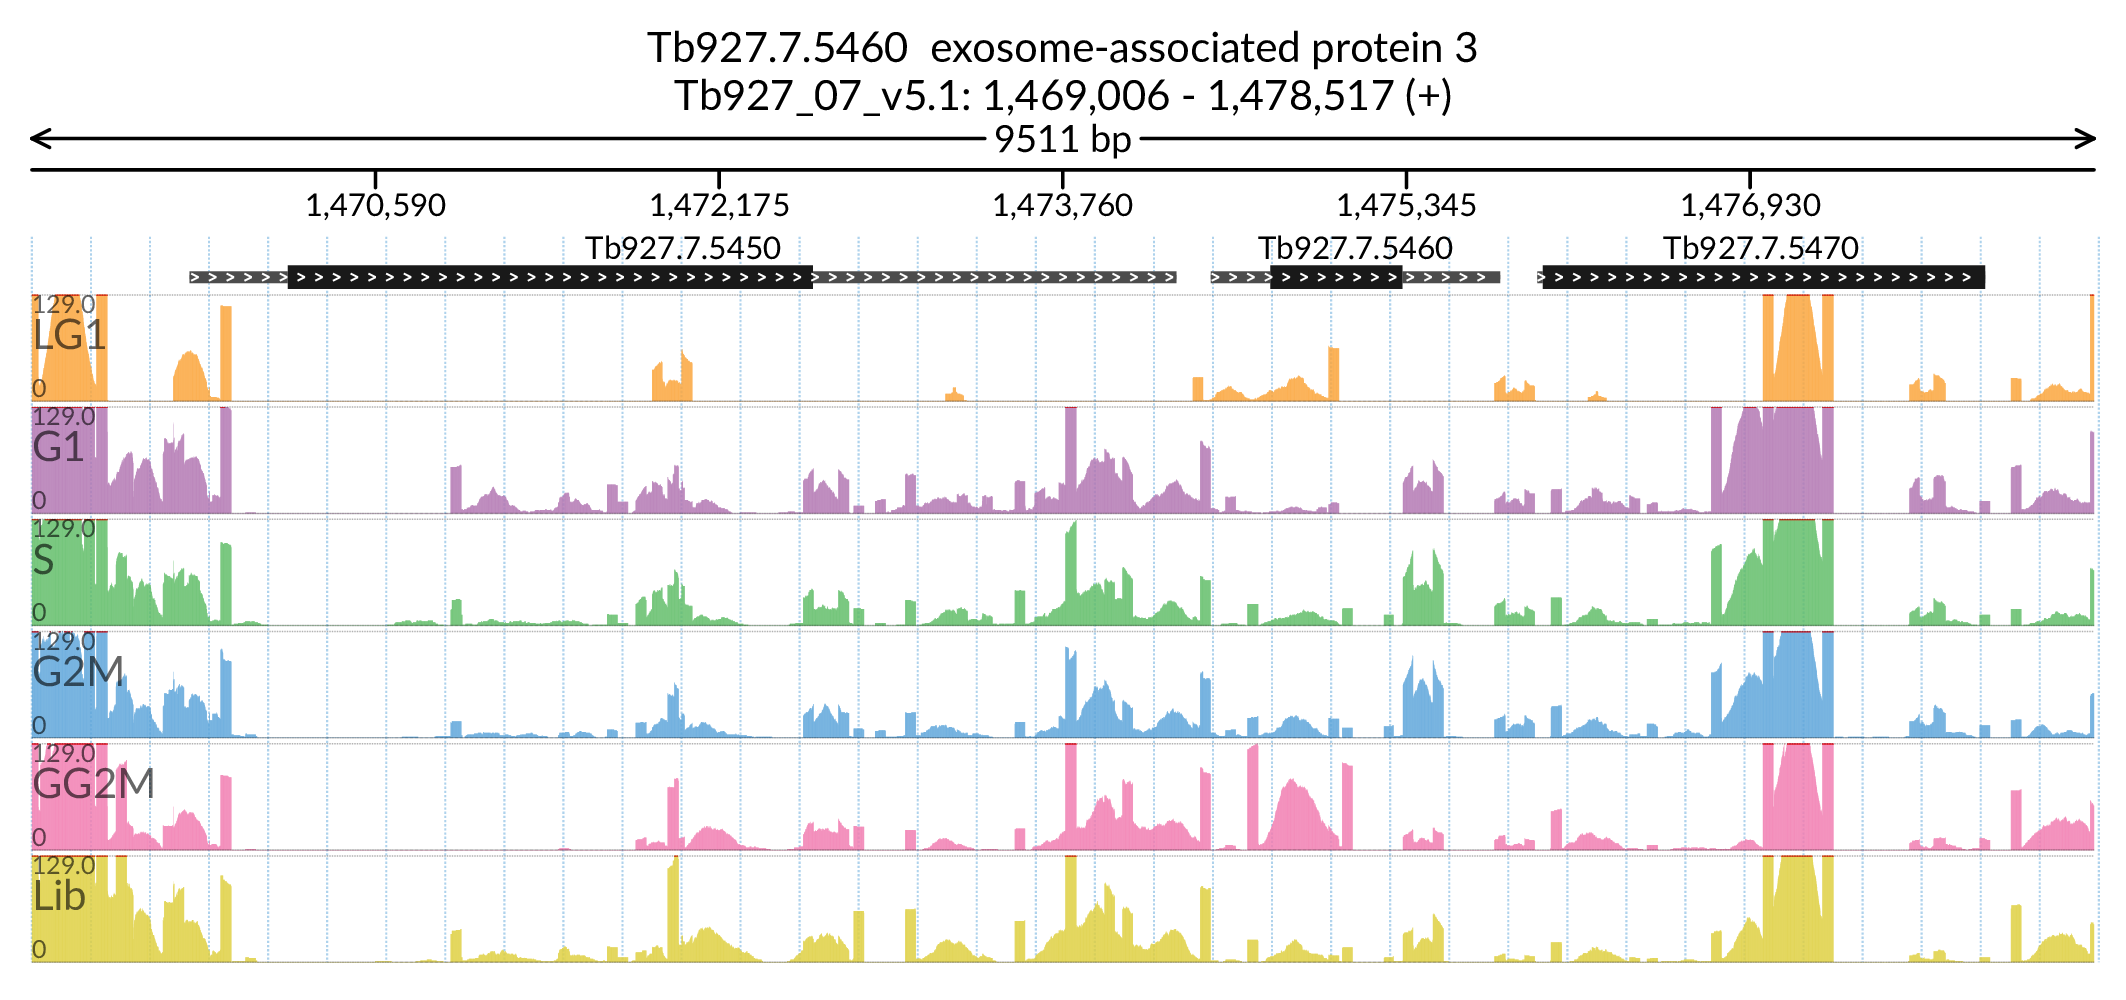 Tb927.7.5460  exosome-associated protein 3
Tb927_07_v5.1: 1,469,006 - 1,478,517 (+)
9511 bp
1,470,590 1,472,175 1,473,760 1,475,345 1,476,930
Tb927.7.5450 Tb927.7.5460 Tb927.7.5470
129.0
LG1
0
129.0
G1
0
129.0
S
0
129.0
G2M
0
129.0
GG2M
0
129.0
Lib
0